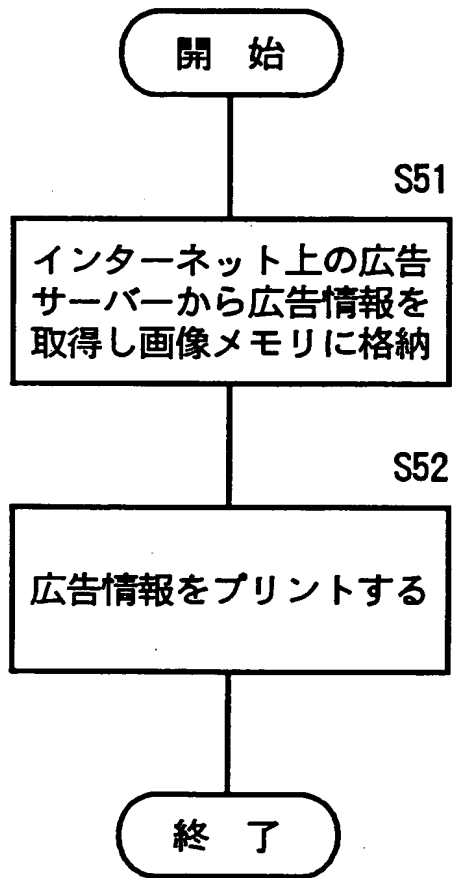 開 始
S51
インターネット上の広告
サーバーから広告情報を
取得し画像メモリに格納
S52
広告情報をプリントする
終 了